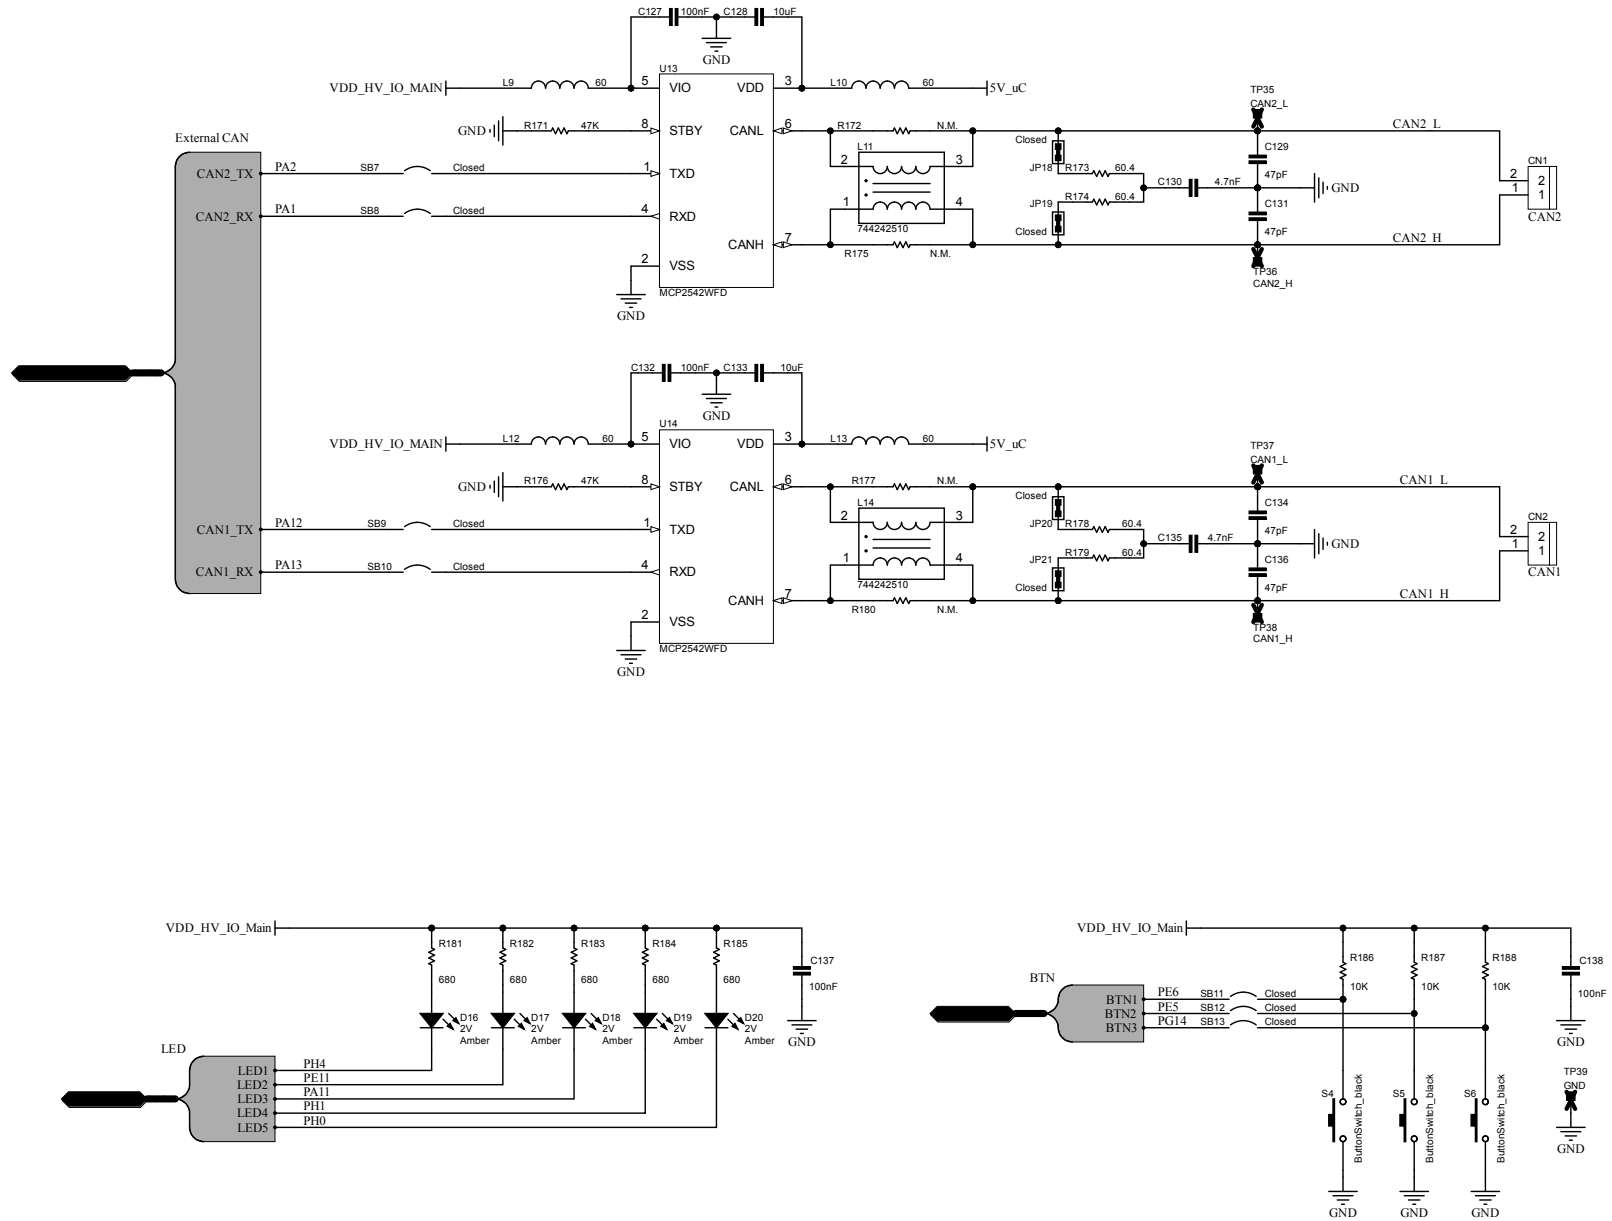 C127 100nF C128 10uF
GND
U13
VDD_HV_IO_MAIN L9 60 5 VIO VDD 3 L10 60 5V_uC
GND R171 47K 8 STBY CANL 6 R172 N.M.
TP35
CAN2_L
CAN2_L
External CAN
CAN2_TX PA2 SB7 Closed 1 TXD
CAN2_RX PA1 SB8 Closed 4 RXD
CANH 7
2 VSS
GND
MCP2542WFD
L11
2 3
1 4
744242510
R175 N.M.
Closed
JP18 R173 60.4
JP19 R174 60.4
Closed
C130 4.7nF
C129
47pF
GND
C131
47pF
CAN2_H
TP36
CAN2_H
CN1
2 2
1 1
CAN2
C132 100nF C133 10uF
GND
U14
VDD_HV_IO_MAIN L12 60 5 VIO VDD 3 L13 60 5V_uC
GND R176 47K 8 STBY CANL 6 R177 N.M.
TP37
CAN1_L
CAN1_L
CAN1_TX PA12 SB9 Closed 1 TXD
CAN1_RX PA13 SB10 Closed 4 RXD
CANH 7
2 VSS
GND
MCP2542WFD
L14
2 3
1 4
744242510
R180 N.M.
Closed
JP20 R178 60.4
JP21 R179 60.4
Closed
C135 4.7nF
C134
47pF
GND
C136
47pF
CAN1_H
TP38
CAN1_H
CN2
2 2
1 1
CAN1
VDD_HV_IO_Main
R181 R182 R183 R184 R185
680 680 680 680 680
C137
100nF
GND
D16 D17 D18 D19 D20
2V 2V 2V 2V 2V
Amber Amber Amber Amber Amber
LED
LED1 PH4
LED2 PE11
LED3 PA11
LED4 PH1
LED5 PH0
VDD_HV_IO_Main
R186 R187 R188
10K 10K 10K
C138
100nF
GND
BTN
BTN1 PE6 SB11 Closed
BTN2 PE5 SB12 Closed
BTN3 PG14 SB13 Closed
S4 ButtonSwitch_black
S5 ButtonSwitch_black
S6 ButtonSwitch_black
GND GND GND
TP39
GND
GND